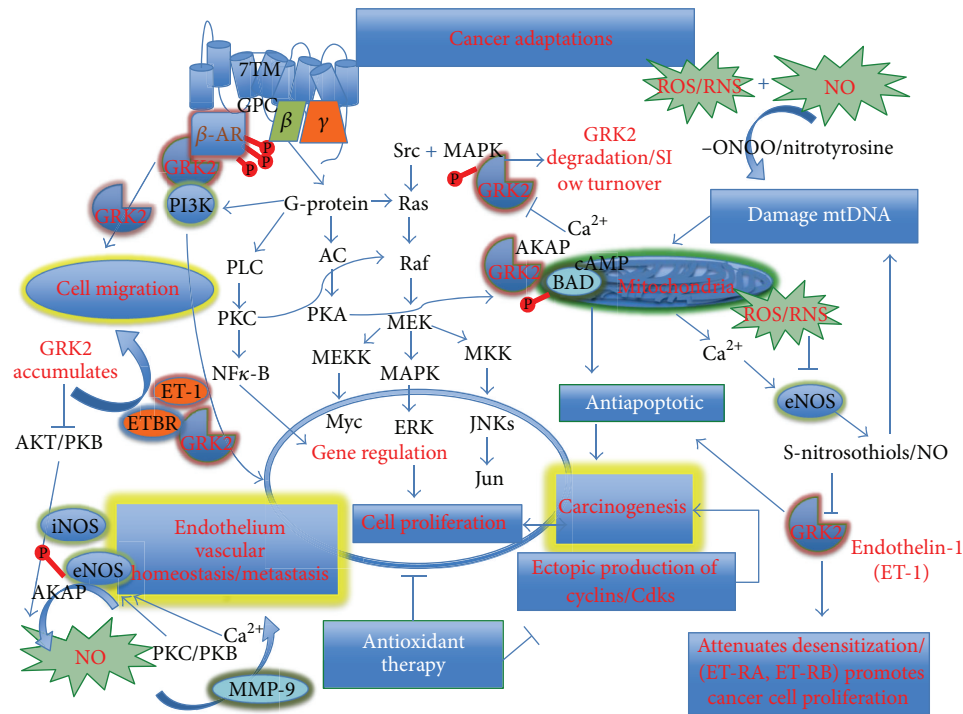 Cancer adaptations
7TM
GPC
β
γ
β-AR
P
P
P
GRK2
GRK2
PI3K
ROS/RNS
+
NO
–ONOO/nitrotyrosine
Src + MAPK
P
GRK2
GRK2
degradation/SI
ow turnover
G-protein
Ras
Damage mtDNA
Ca2+
AKAP
cAMP
GRK2
BAD
P
Mitochondria
ROS/RNS
PLC
AC
Raf
Cell migration
PKC
PKA
MEK
Ca2+
GRK2
accumulates
MEKK
MKK
NFκ-B
MAPK
ET-1
ETBR
GRK2
eNOS
Antiapoptotic
AKT/PKB
Myc
ERK
JNKs
S-nitrosothiols/NO
Gene regulation
Jun
iNOS
P
eNOS
AKAP
Endothelium
vascular
homeostasis/metastasis
Cell proliferation
Carcinogenesis
GRK2
Endothelin-1
(ET-1)
Ectopic production of
cyclins/Cdks
NO
Ca2+
PKC/PKB
MMP-9
Antioxidant
therapy
Attenuates desensitization/
(ET-RA, ET-RB) promotes
cancer cell proliferation